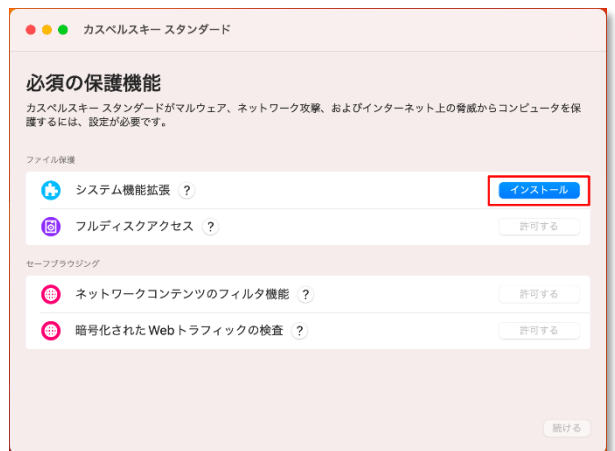 カスペルスキー スタンダード
必須の保護機能
カスペルスキー スタンダードがマルウェア、ネットワーク攻撃、およびインターネット上の脅威からコンピュータを保
護するには、設定が必要です。
ファイル保護
システム機能拡張 ? インストール
フルディスクアクセス ? 許可する
セーフブラウジング
ネットワークコンテンツのフィルタ機能 ? 許可する
暗号化された Web トラフィックの検査 ? 許可する
続ける